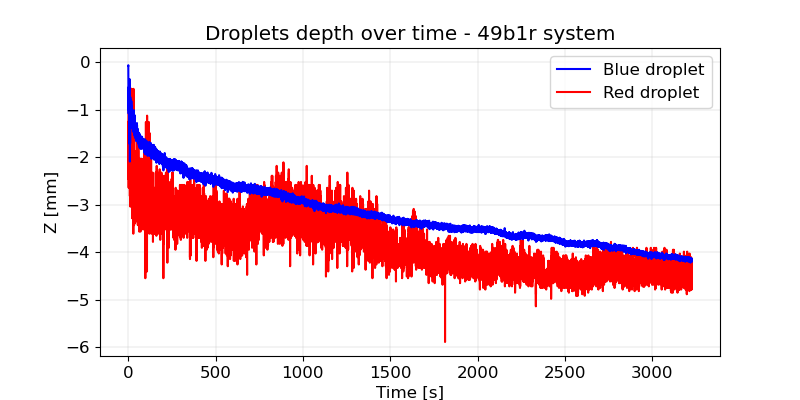 Droplets depth over time - 49b1r system
Blue droplet
Red droplet
Z [mm]
0
−1
−2
−3
−4
−5
−6
0 500 1000 1500 2000 2500 3000
Time [s]